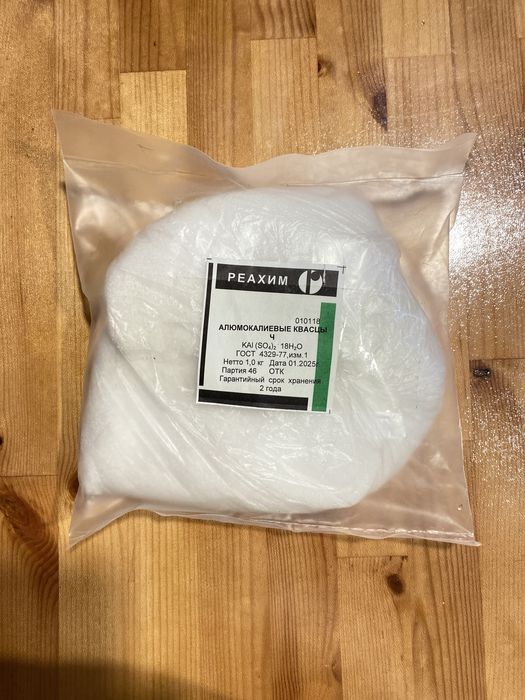 РЕАХИМ
010118
АЛЮМОКАЛИЕВЫЕ КВАСЦЫ
Ч
KAl (SO₄)₂ 18H₂O
ГОСТ 4329-77,изм.1
Нетто 1,0 кг Дата 01.2025г.
Партия 46 ОТК
Гарантийный срок хранения
2 года